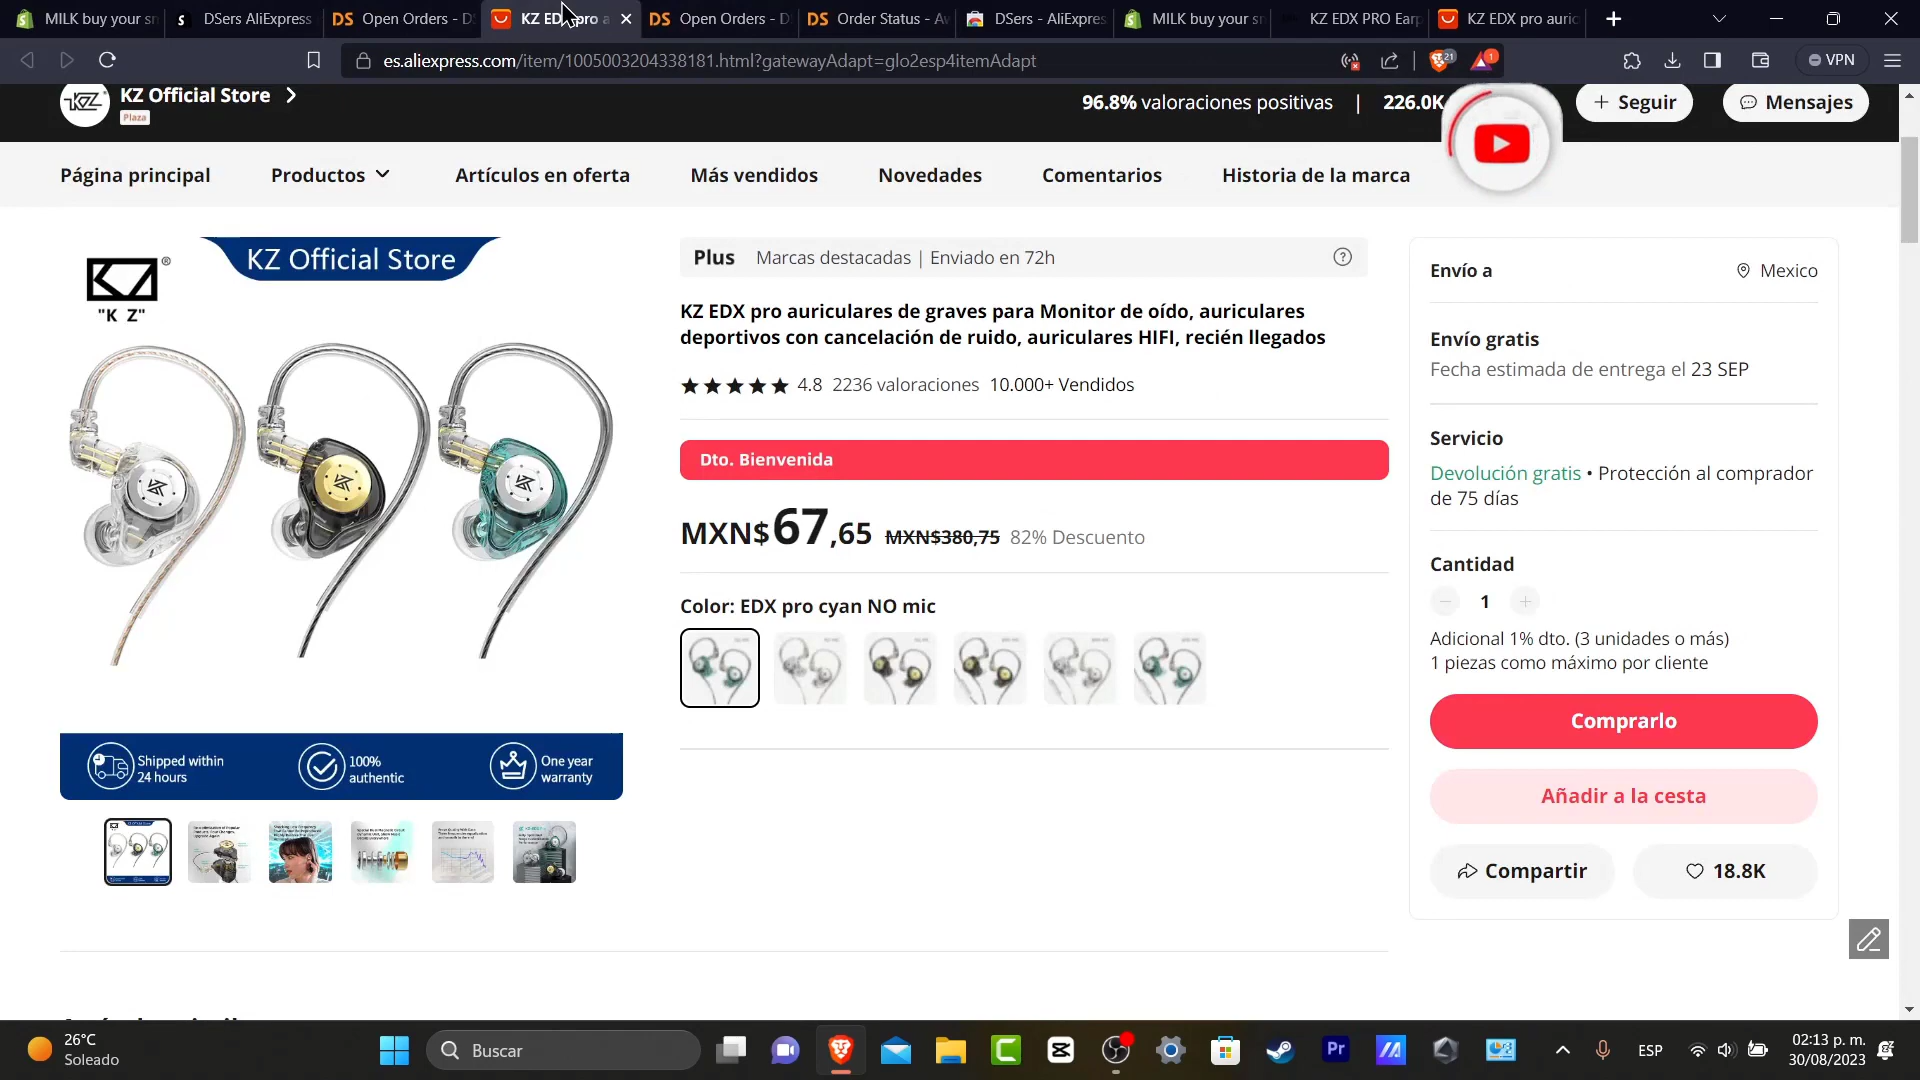 MILK buy your sn
DSers AliExpress
Open Orders - D
KZ EDX pro a
Open Orders - D
Order Status - Aw
DSers - AliExpres
MILK buy your sn
KZ EDX PRO Earp
KZ EDX pro auric
es.aliexpress.com/item/1005003204338181.html?gatewayAdapt=glo2esp4itemAdapt
21
1
VPN
KZ Official Store
Plaza
96.8% valoraciones positivas | 226.0K
+ Seguir
Mensajes
Página principal
Productos
Artículos en oferta
Más vendidos
Novedades
Comentarios
Historia de la marca
KZ Official Store
KZ®
"K Z"
Shipped within
24 hours
100%
authentic
One year
warranty
Plus Marcas destacadas | Enviado en 72h
KZ EDX pro auriculares de graves para Monitor de oído, auriculares
deportivos con cancelación de ruido, auriculares HIFI, recién llegados
4.8 2236 valoraciones 10.000+ Vendidos
Dto. Bienvenida
MXN$67,65 MXN$380,75 82% Descuento
Color: EDX pro cyan NO mic
Envío a
Mexico
Envío gratis
Fecha estimada de entrega el 23 SEP
Servicio
Devolución gratis • Protección al comprador
de 75 días
Cantidad
− 1 +
Adicional 1% dto. (3 unidades o más)
1 piezas como máximo por cliente
Comprarlo
Añadir a la cesta
Compartir
18.8K
26°C
Soleado
Buscar
Pr
ESP
02:13 p. m.
30/08/2023